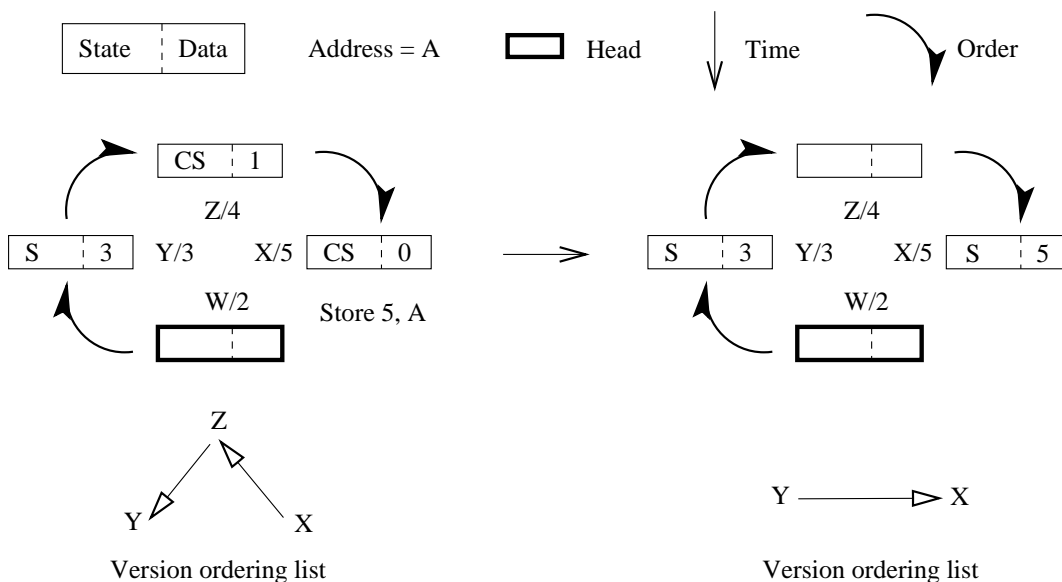 State Data Address = A Head Time Order
CS 1
Z/4
S 3 Y/3 X/5 CS 0
W/2
Store 5, A
Z
Y X
Version ordering list
Z/4
S 3 Y/3 X/5 S 5
W/2
Y X
Version ordering list